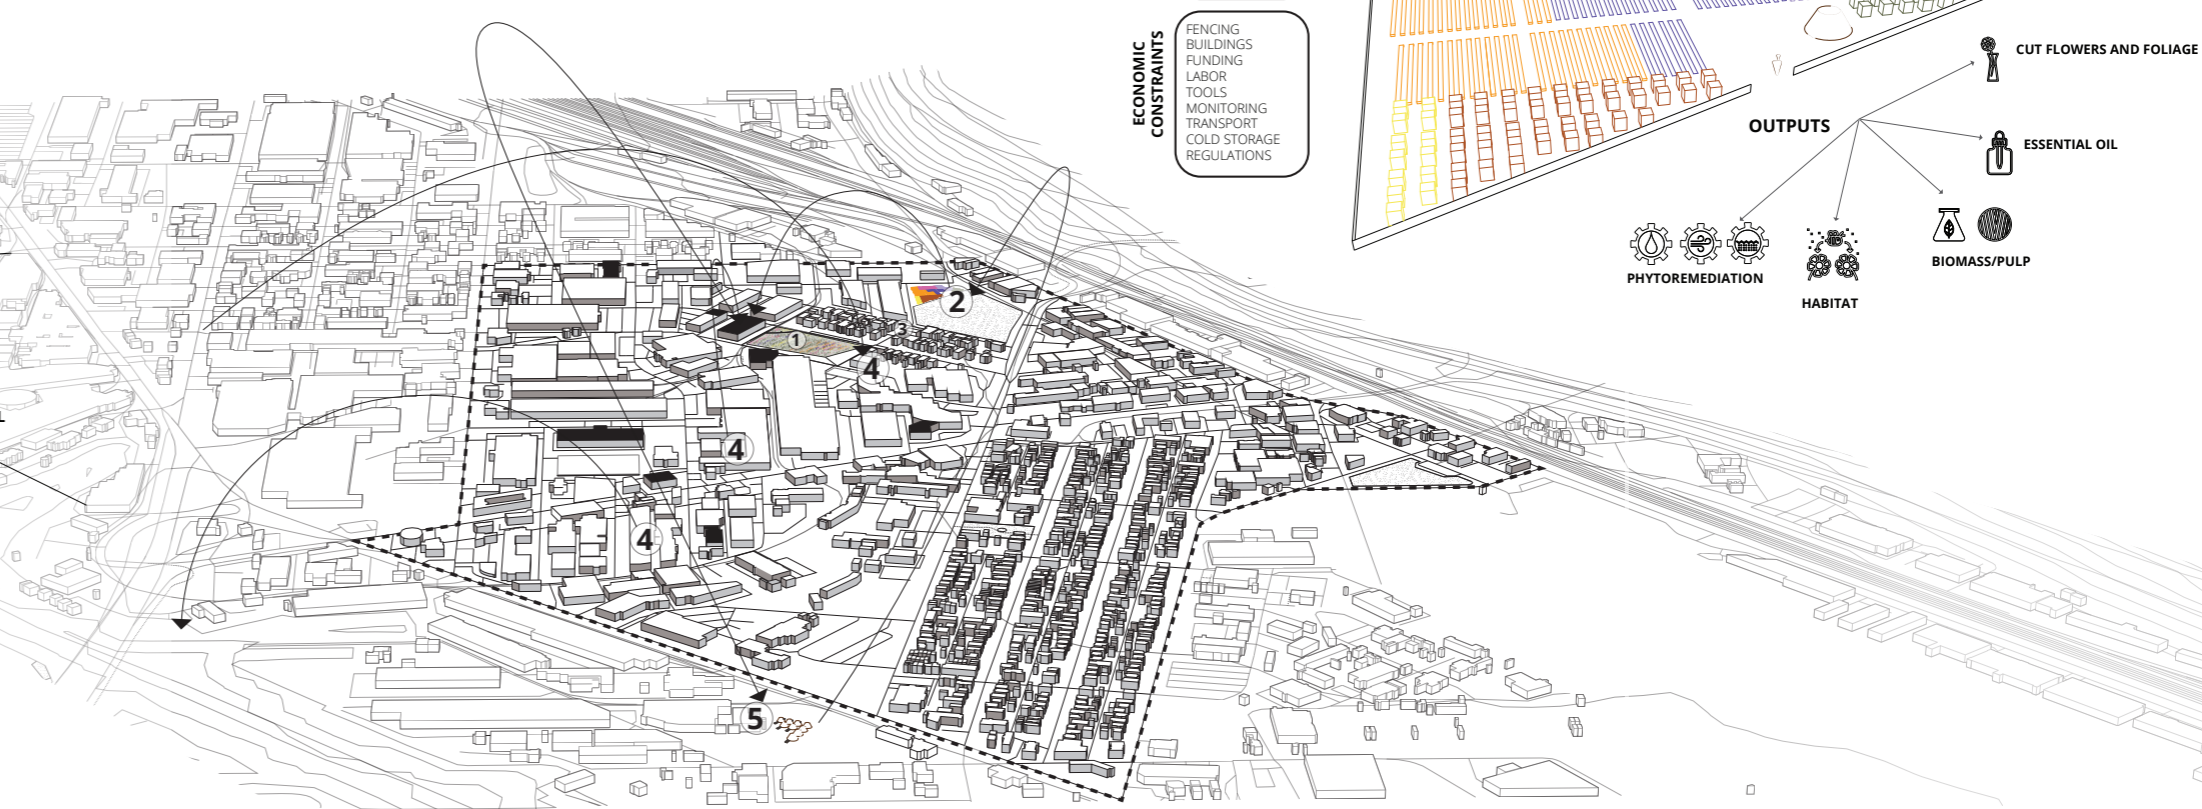 ECONOMIC
CONSTRAINTS
FENCING
BUILDINGS
FUNDING
LABOR
TOOLS
MONITORING
TRANSPORT
COLD STORAGE
REGULATIONS
OUTPUTS
CUT FLOWERS AND FOLIAGE
ESSENTIAL OIL
BIOMASS/PULP
HABITAT
PHYTOREMEDIATION
2
3
1
4
4
4
5
L